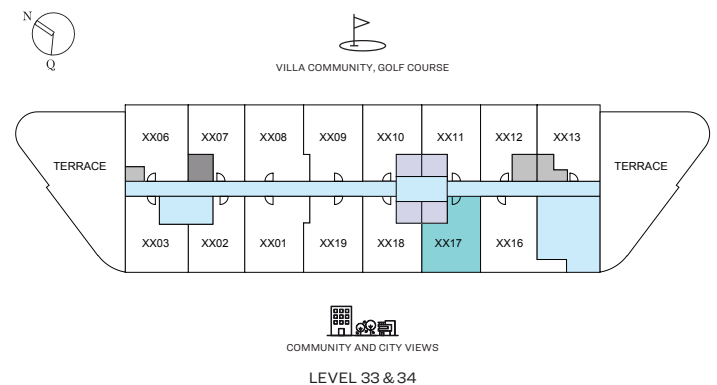 N
Q
VILLA COMMUNITY, GOLF COURSE
XX06 XX07 XX08 XX09 XX10 XX11 XX12 XX13
TERRACE TERRACE
XX03 XX02 XX01 XX19 XX18 XX17 XX16
COMMUNITY AND CITY VIEWS
LEVEL 33 & 34